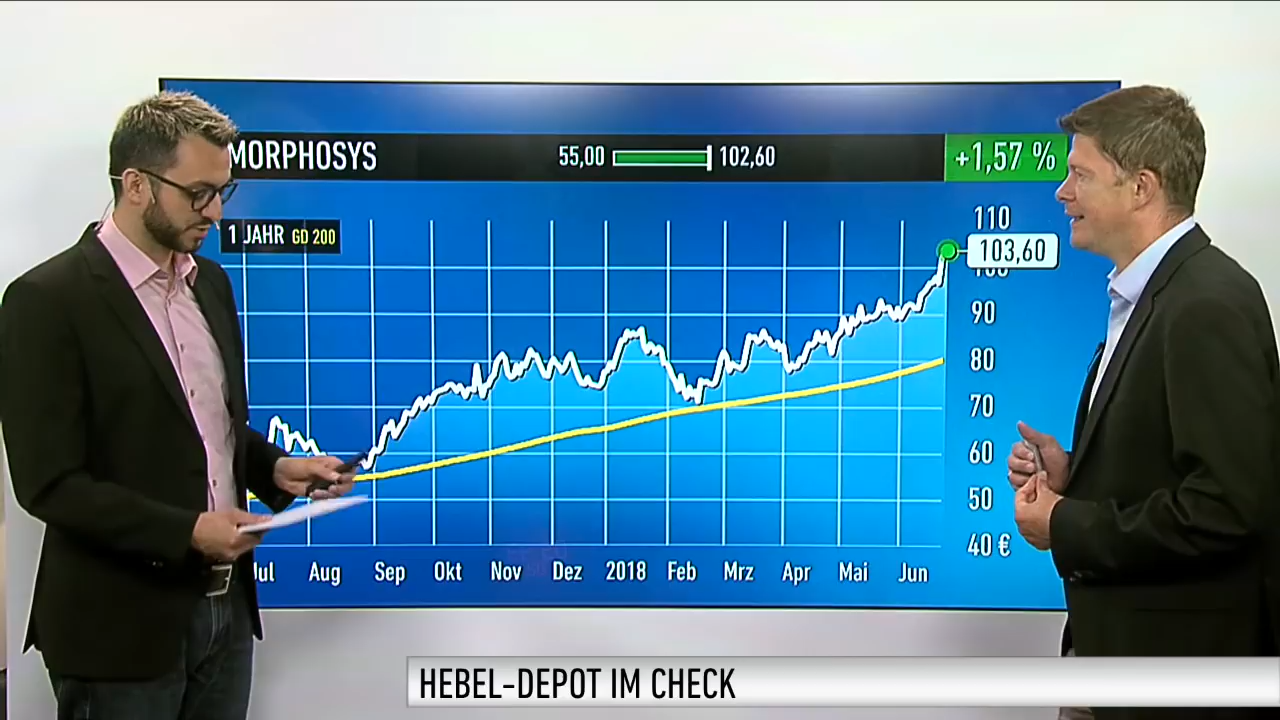 MORPHOSYS
55,00 102,60
+1,57 %
1 JAHR GD 200
110
103,60
100
90
80
70
60
50
40 €
Jul Aug Sep Okt Nov Dez 2018 Feb Mrz Apr Mai Jun
HEBEL-DEPOT IM CHECK